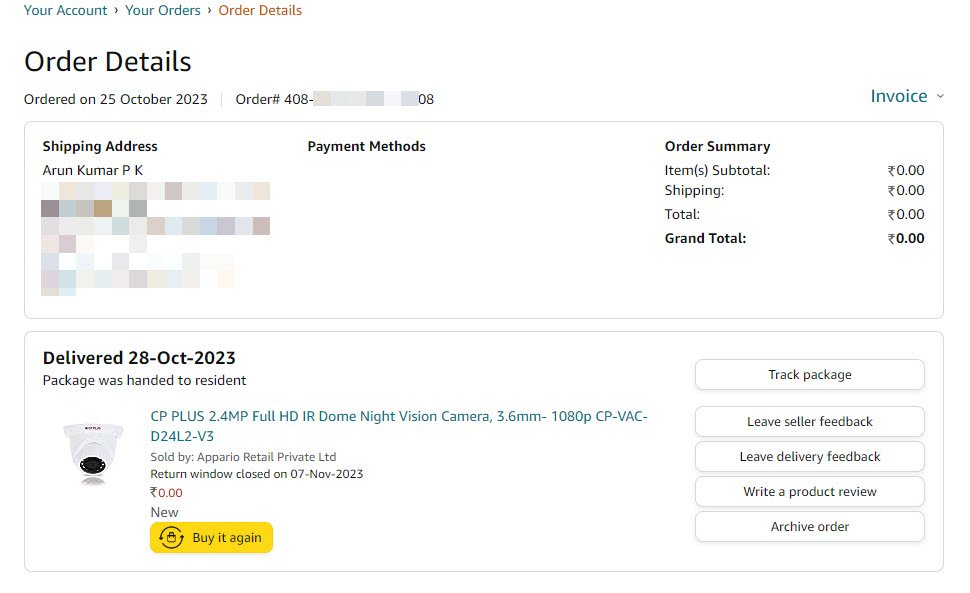 Your Account › Your Orders › Order Details
Order Details
Ordered on 25 October 2023 | Order# 408- 08
Invoice
Shipping Address
Arun Kumar P K
Payment Methods
Order Summary
Item(s) Subtotal: ₹0.00
Shipping: ₹0.00
Total: ₹0.00
Grand Total: ₹0.00
Delivered 28-Oct-2023
Package was handed to resident
CP PLUS 2.4MP Full HD IR Dome Night Vision Camera, 3.6mm- 1080p CP-VAC-
D24L2-V3
Sold by: Appario Retail Private Ltd
Return window closed on 07-Nov-2023
₹0.00
New
Buy it again
Track package
Leave seller feedback
Leave delivery feedback
Write a product review
Archive order